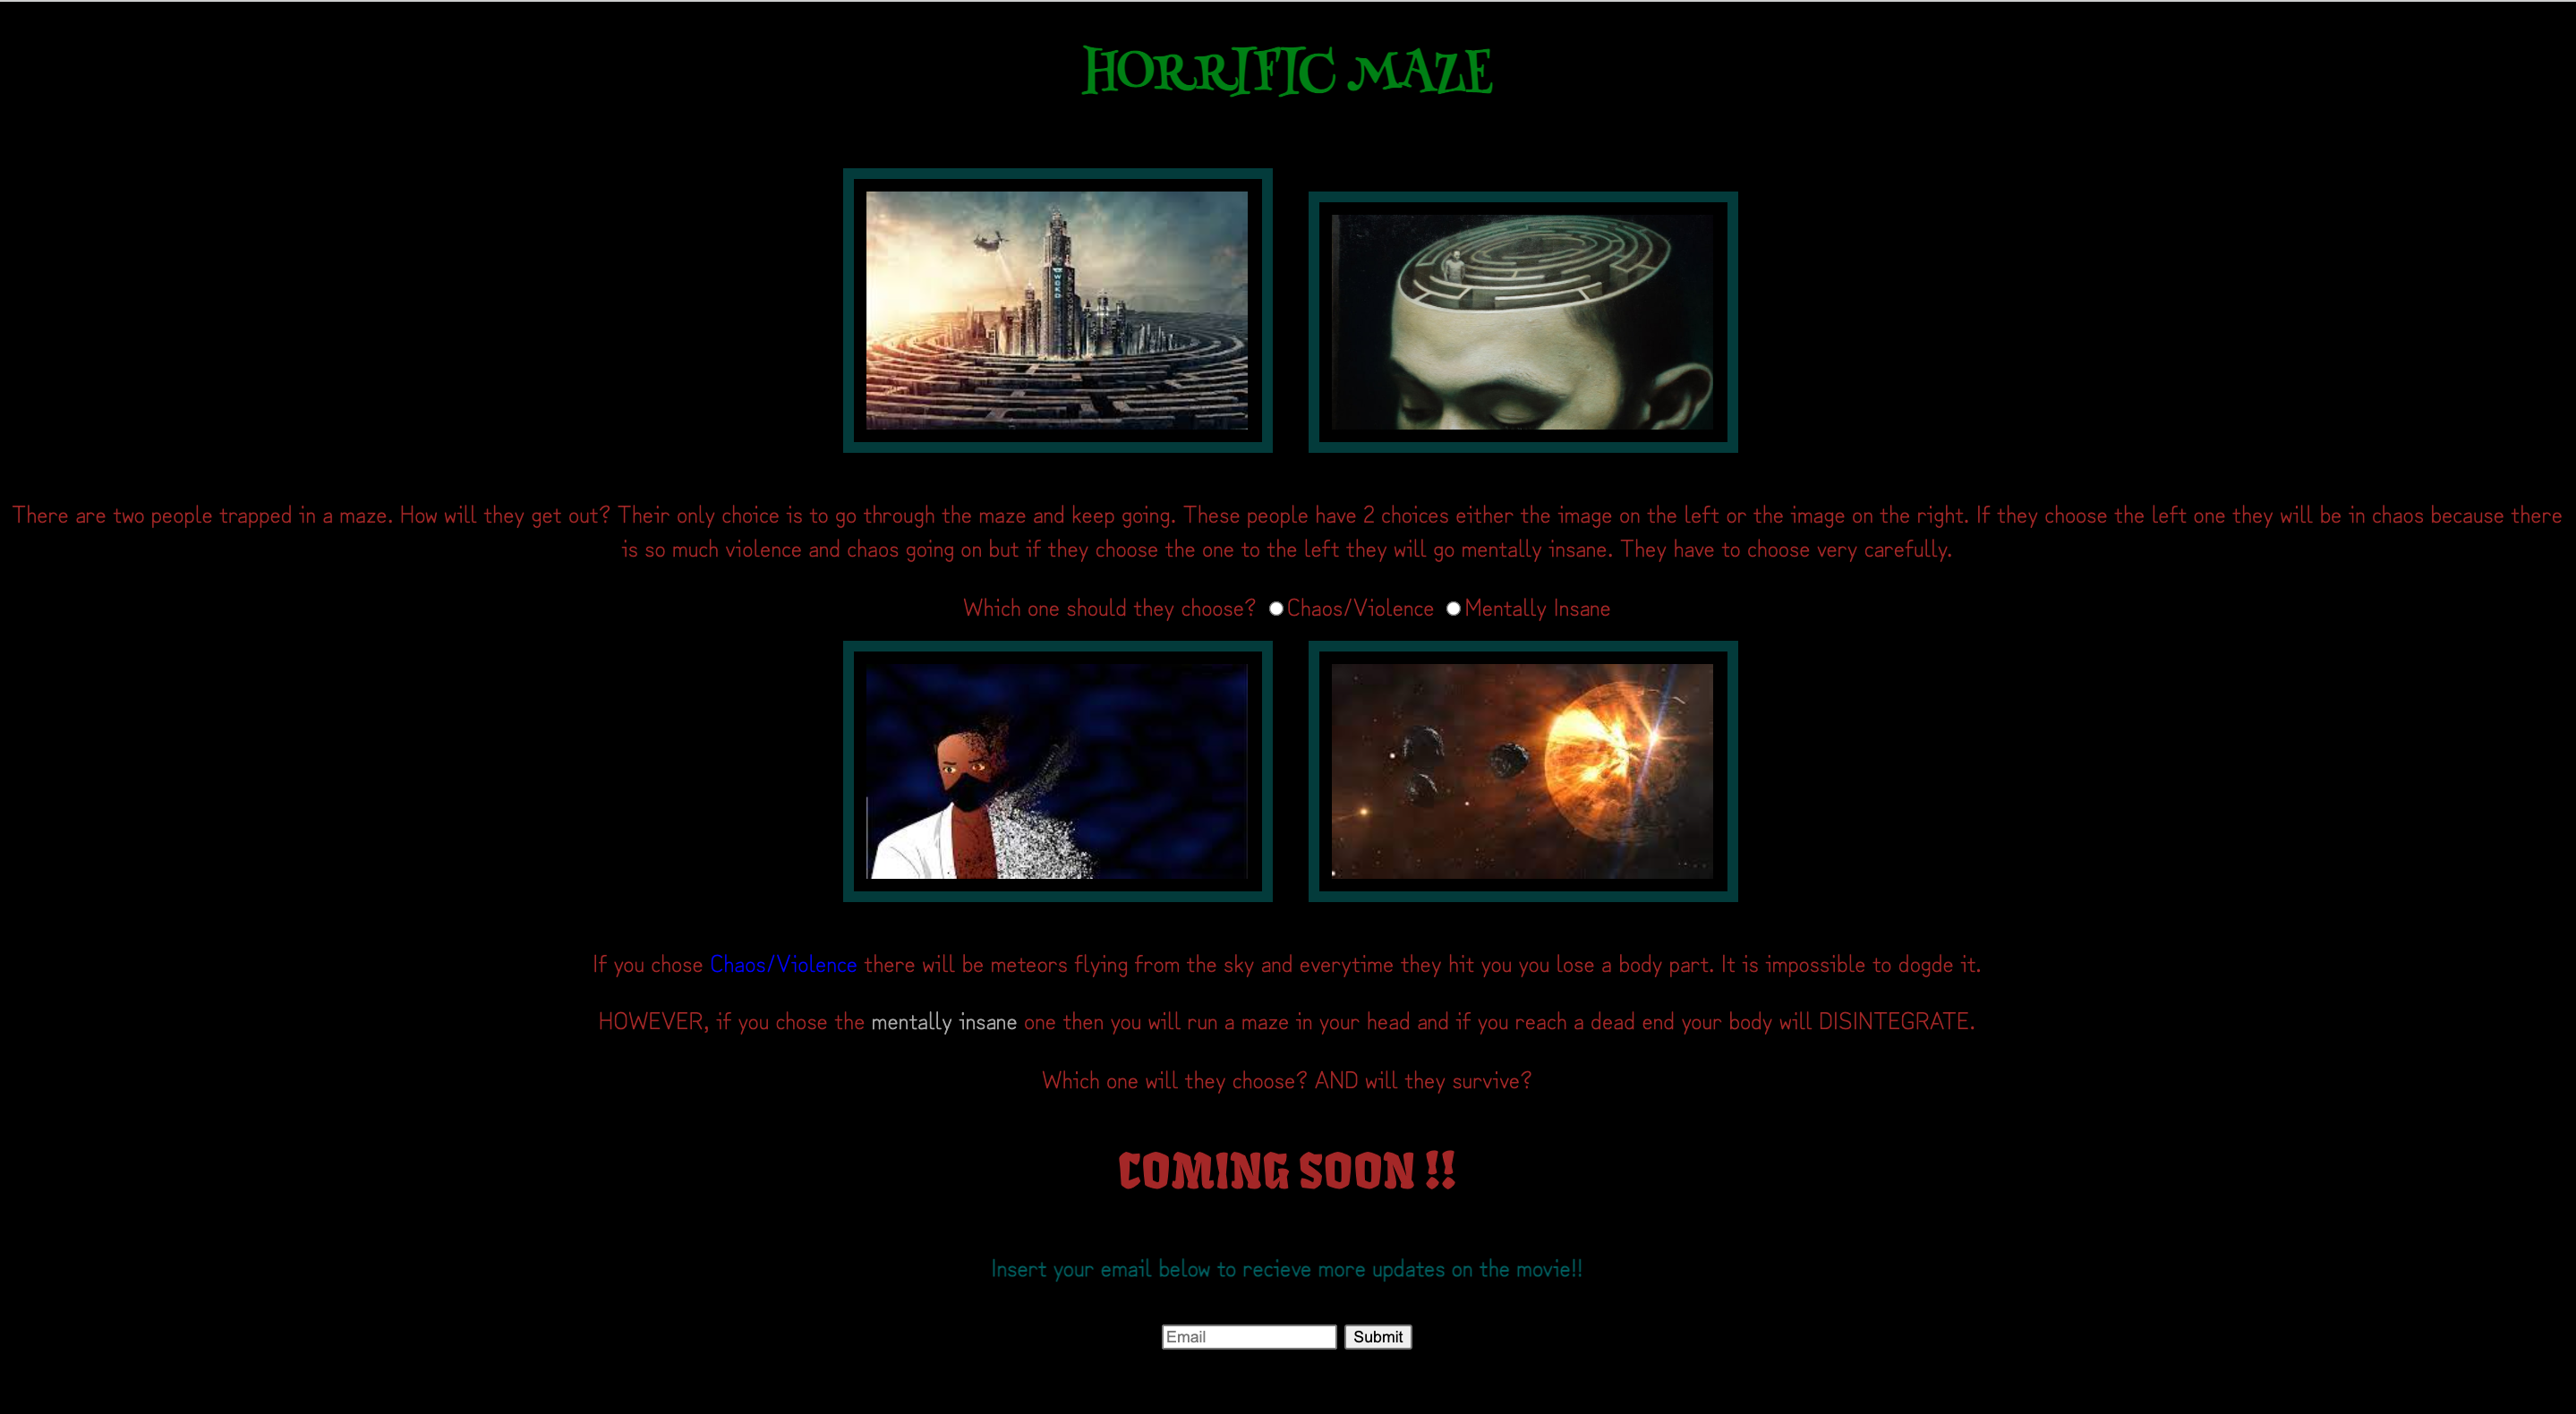 HORRIFIC MAZE
WCKD
There are two people trapped in a maze. How will they get out? Their only choice is to go through the maze and keep going. These people have 2 choices either the image on the left or the image on the right. If they choose the left one they will be in chaos because there
is so much violence and chaos going on but if they choose the one to the left they will go mentally insane. They have to choose very carefully.
Which one should they choose? Chaos/Violence Mentally Insane
If you chose Chaos/Violence there will be meteors flying from the sky and everytime they hit you you lose a body part. It is impossible to dogde it.
HOWEVER, if you chose the mentally insane one then you will run a maze in your head and if you reach a dead end your body will DISINTEGRATE.
Which one will they choose? AND will they survive?
COMING SOON !!
Insert your email below to recieve more updates on the movie!!
Email Submit